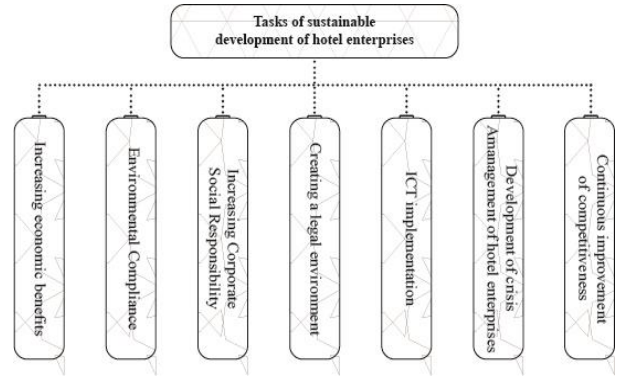 Tasks of sustainable
development of hotel enterprises
Increasing economic benefits
Environmental Compliance
Increasing Corporate
Social Responsibility
Creating a legal environment
ICT implementation
Development of crisis
Amanagement of hotel enterprises
Continuous improvement
of competitiveness